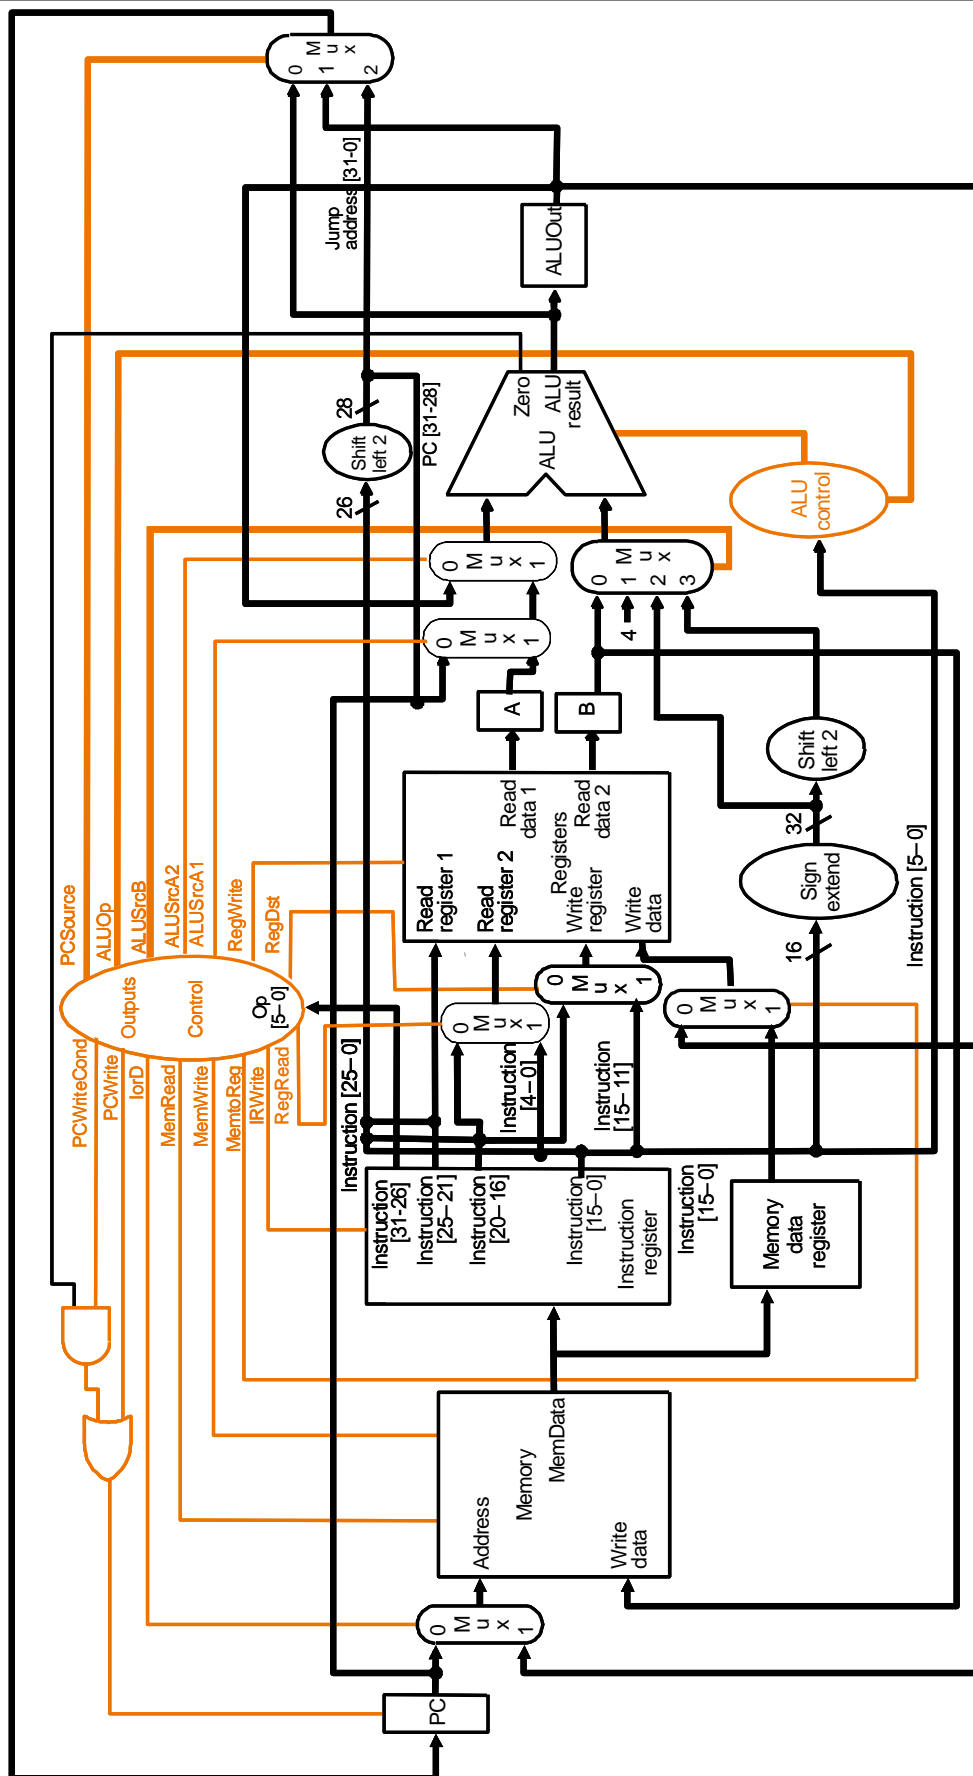 PCWriteCond
PCWrite
IorD
MemRead
MemWrite
MemtoReg
IRWrite
RegRead
Outputs
Control
Op
[5–0]
PCSource
ALUOp
ALUSrcB
ALUSrcA2
ALUSrcA1
RegWrite
RegDst
PC
0
M
u
x
1
Address
Memory
MemData
Write
data
Instruction
[31-26]
Instruction
[25–21]
Instruction
[20–16]
Instruction
[15–0]
Instruction
register
Instruction
[15–0]
Memory
data
register
Instruction [25–0]
Instruction
[4–0]
Instruction
[15–11]
0
M
u
x
1
0
M
u
x
1
0
M
u
x
1
Read
register 1
Read
register 2
Registers
Write
register
Write
data
Read
data 1
Read
data 2
16
Sign
extend
32
Shift
left 2
Instruction [5–0]
A
B
0
M
u
x
1
0
M
u
x
1
4
0
1
2
3
M
u
x
26
Shift
left 2
28
PC [31-28]
Jump
address [31-0]
Zero
ALU
ALU
result
ALU
control
ALUOut
0
1
2
M
u
x